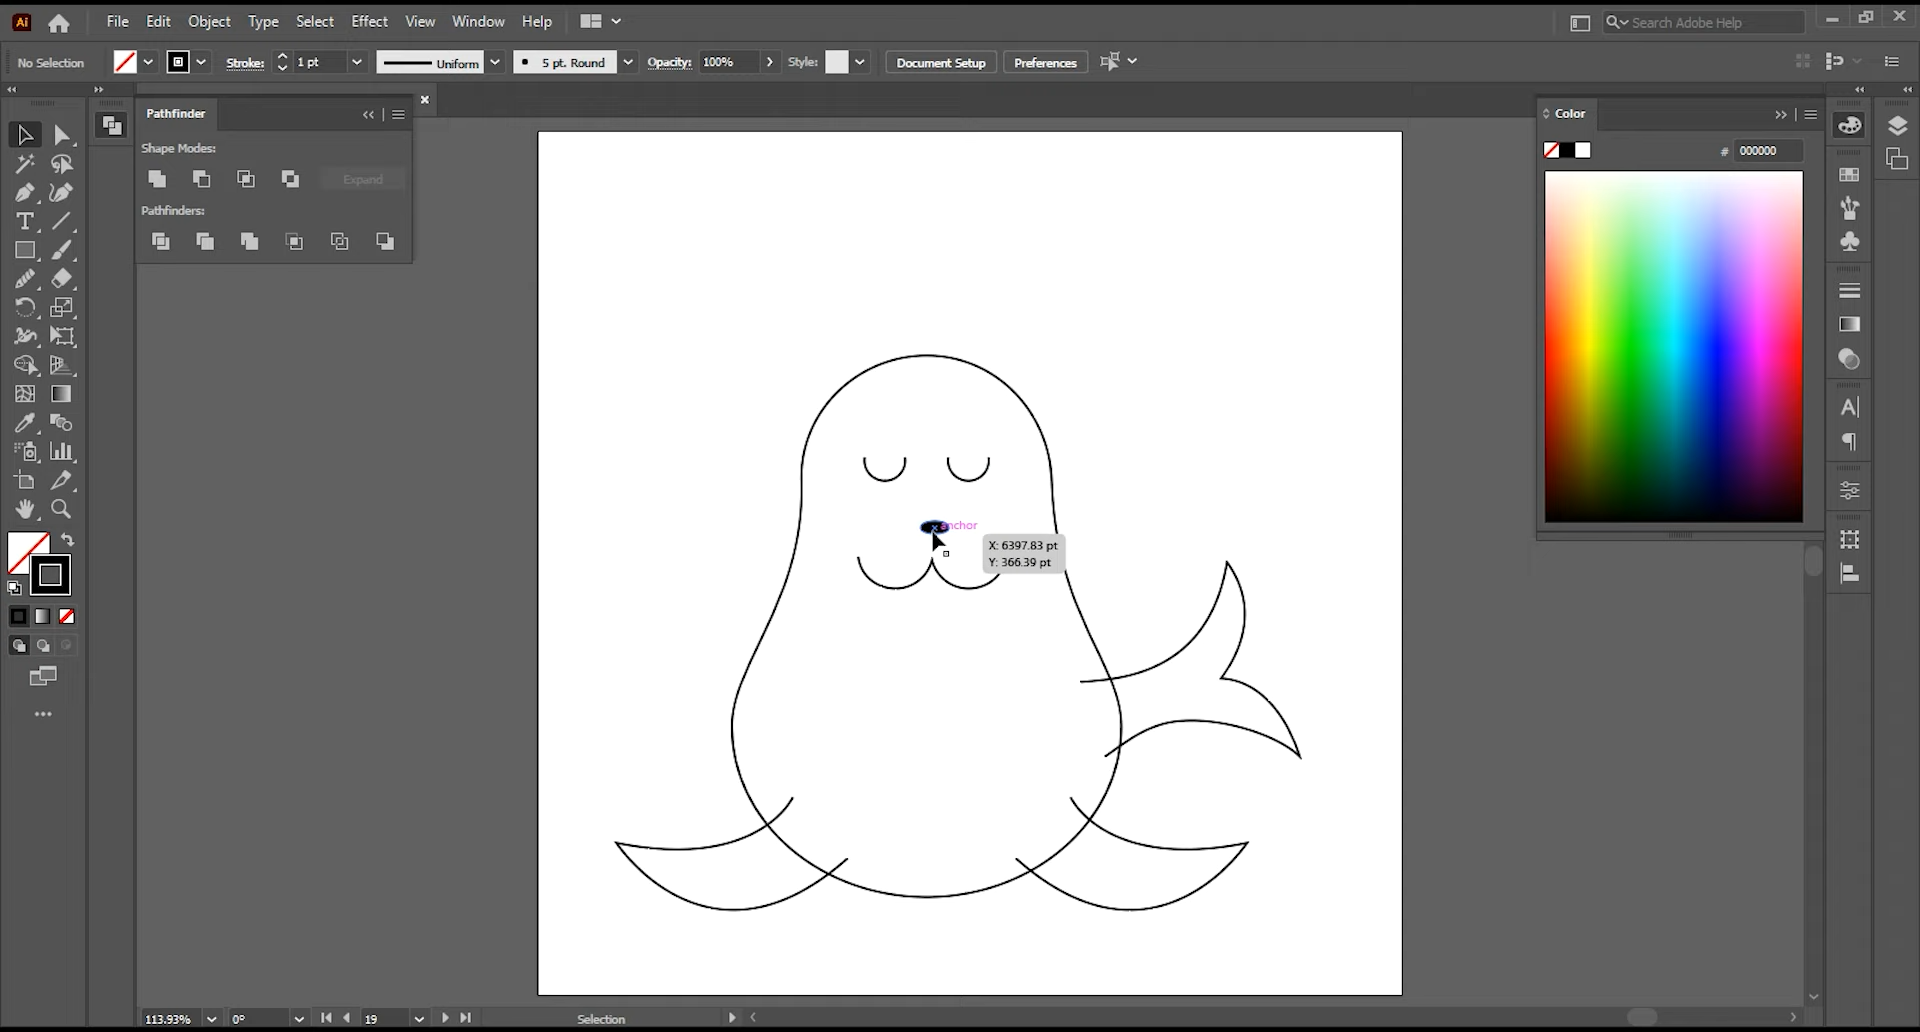 Ai File Edit Object Type Select Effect View Window Help Search Adobe Help
No Selection Stroke: 1 pt Uniform 5 pt. Round Opacity: 100% Style: Document Setup Preferences
Pathfinder
Shape Modes:
Expand
Pathfinders:
Color
# 000000
anchor
X: 6397.83 pt
Y: 366.39 pt
113.93% 0° 19 Selection